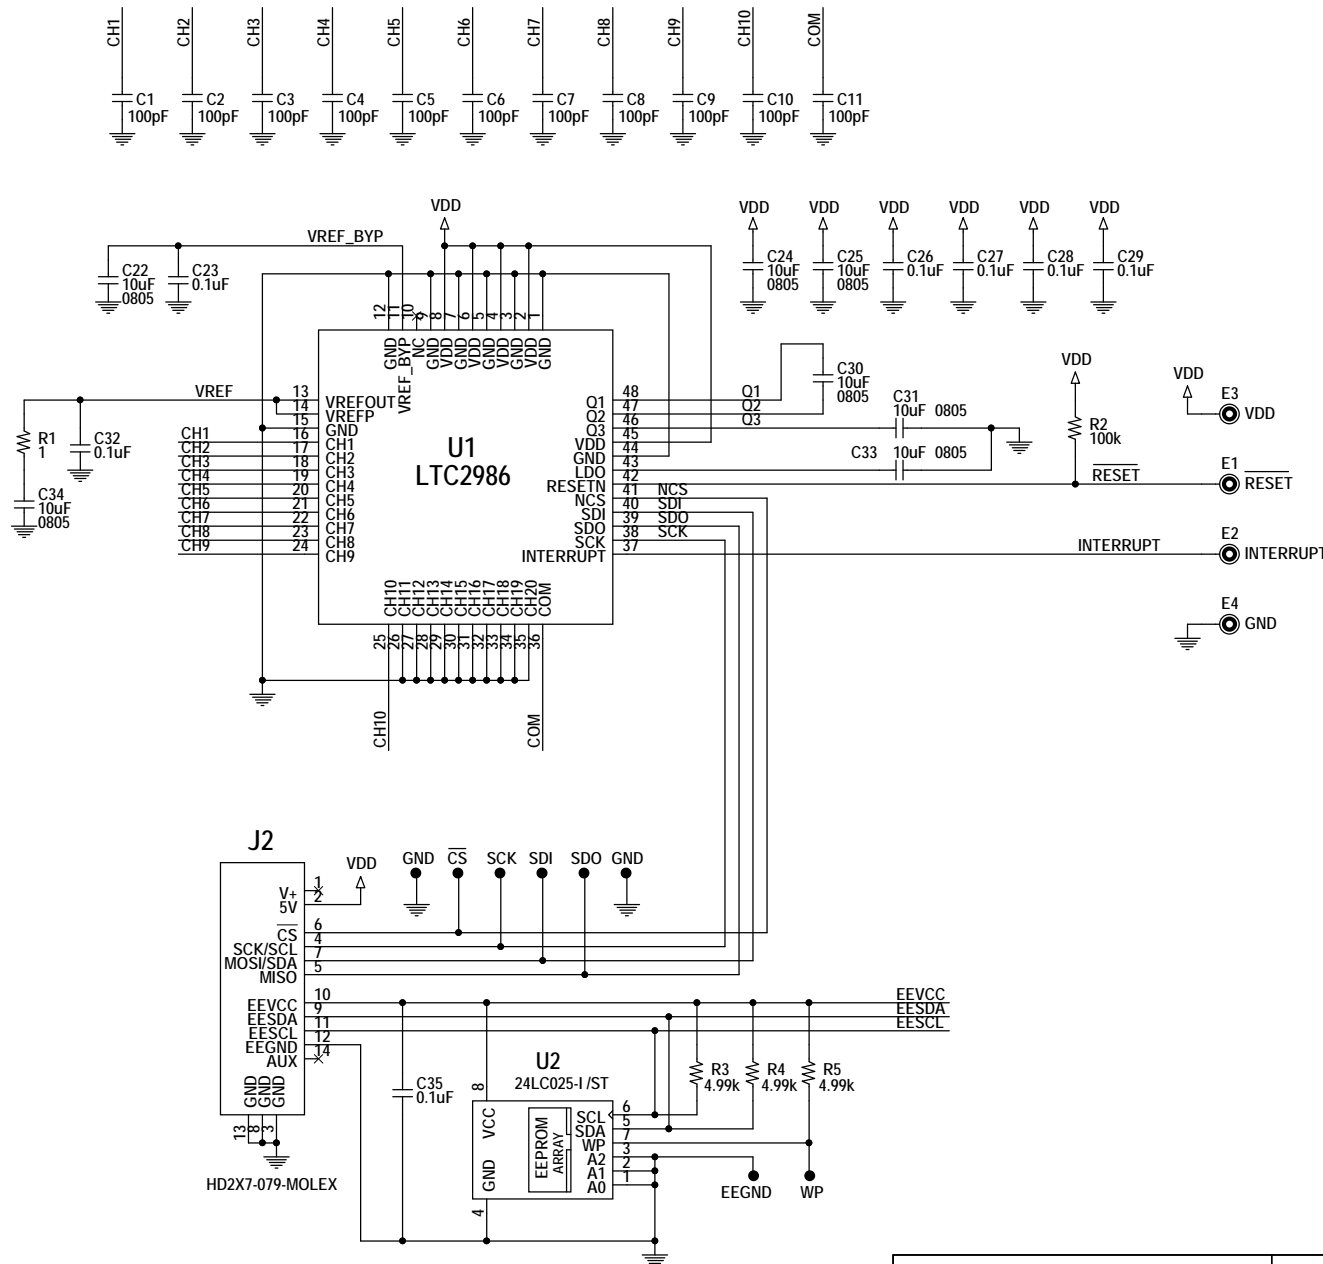 CH1 CH2 CH3 CH4 CH5 CH6 CH7 CH8 CH9 CH10 COM
C1 C2 C3 C4 C5 C6 C7 C8 C9 C10 C11
100pF 100pF 100pF 100pF 100pF 100pF 100pF 100pF 100pF 100pF 100pF
VDD VDD VDD VDD VDD VDD VDD
VREF_BYP
C22 C23 C24 C25 C26 C27 C28 C29
10uF 0.1uF 10uF 10uF 0.1uF 0.1uF 0.1uF 0.1uF
0805 0805 0805
12 11 10 9 8 7 6 5 4 3 2 1
GND VREF_BYP NC GND VDD VDD GND VDD GND VDD GND VDD GND
VREF 13 VREFOUT
14 VREFP
15 GND
CH1 16 CH1
CH2 17 CH2
CH3 18 CH3
CH4 19 CH4
CH5 20 CH5
CH6 21 CH6
CH7 22 CH7
CH8 23 CH8
CH9 24 CH9
R1
1
C32
0.1uF
C34
10uF
0805
U1
LTC2986
Q1 48 Q1
Q2 47 Q2
Q3 46 Q3
VDD 45
GND 44
LDO 43
RESETN 42 RESET
NCS 41 NCS
SDI 40 SDI
SDO 39 SDO
SCK 38 SCK
INTERRUPT 37 INTERRUPT
C30
10uF
0805
C31
10uF 0805
C33 10uF 0805
VDD
R2
100k
VDD
E3
VDD
E1
RESET
E2
INTERRUPT
E4
GND
CH10 CH11 CH12 CH13 CH14 CH15 CH16 CH17 CH18 CH19 CH20 COM
25 26 27 28 29 30 31 32 33 34 35 36
CH10 COM
J2
VDD
GND CS SCK SDI SDO GND
V+ 1
5V 2
CS 6
SCK/SCL 4
MOSI/SDA 7
MISO 5
EEVCC 10 EEVCC
EESDA 9 EESDA
EESCL 11 EESCL
EEGND 12
AUX 14
GND GND GND
13 8 3
HD2X7-079-MOLEX
C35
0.1uF
U2
24LC025-I /ST
8
VCC
GND
4
EEPROM
ARRAY
SCL 6
SDA 5
WP 7
A2 3
A1 2
A0 1
R3 R4 R5
4.99k 4.99k 4.99k
EEGND WP